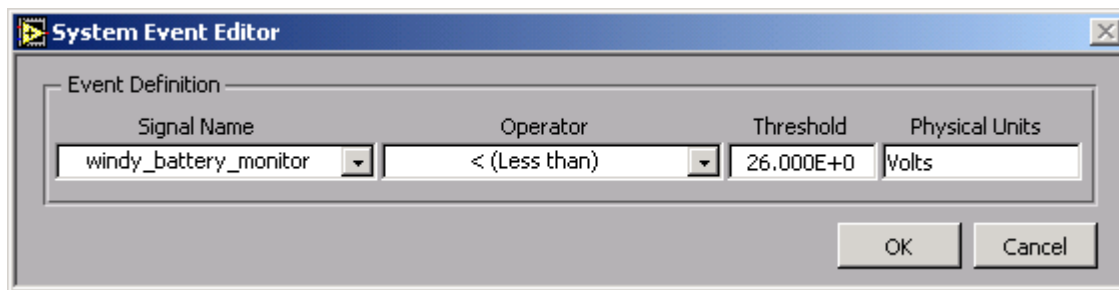 System Event Editor
Event Definition
Signal Name Operator Threshold Physical Units
windy_battery_monitor < (Less than) 26.000E+0 Volts
OK Cancel